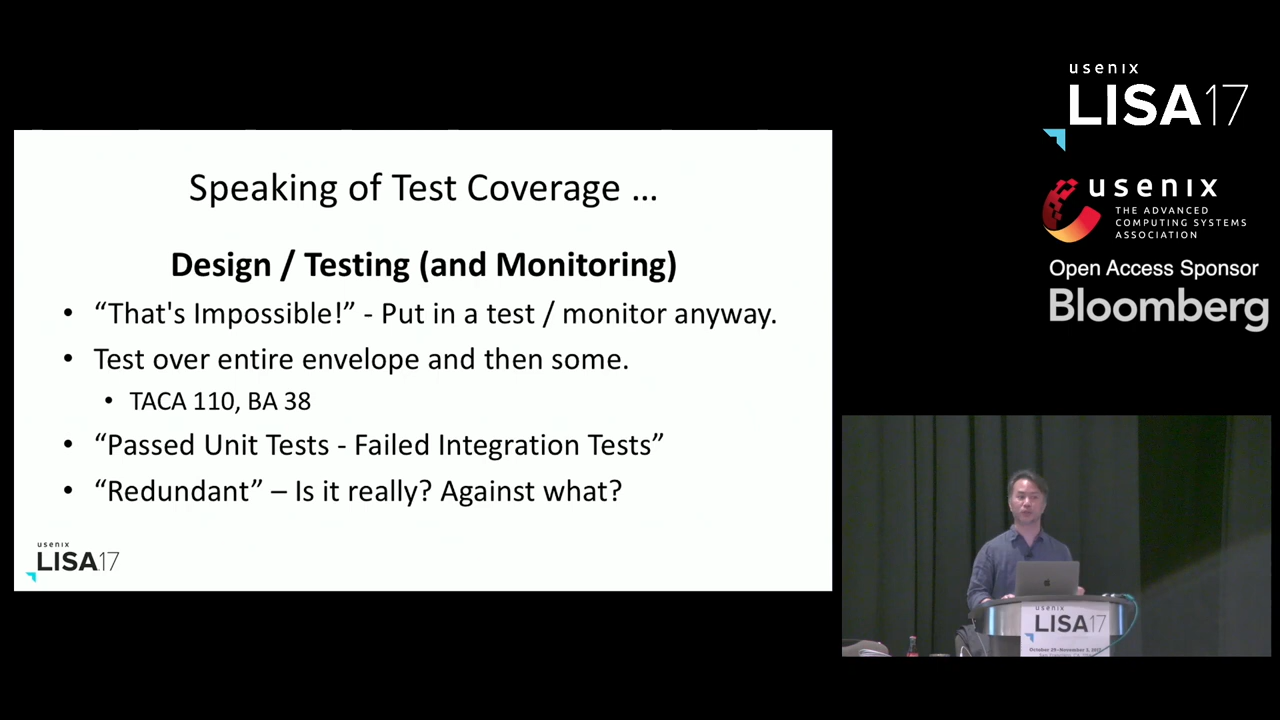 Speaking of Test Coverage ...
Design / Testing (and Monitoring)
• “That's Impossible!” - Put in a test / monitor anyway.
• Test over entire envelope and then some.
• TACA 110, BA 38
• “Passed Unit Tests - Failed Integration Tests”
• “Redundant” – Is it really? Against what?
usenix
LISA17
usenix
LISA17
usenix
THE ADVANCED
COMPUTING SYSTEMS
ASSOCIATION
Open Access Sponsor
Bloomberg
usenix
LISA17